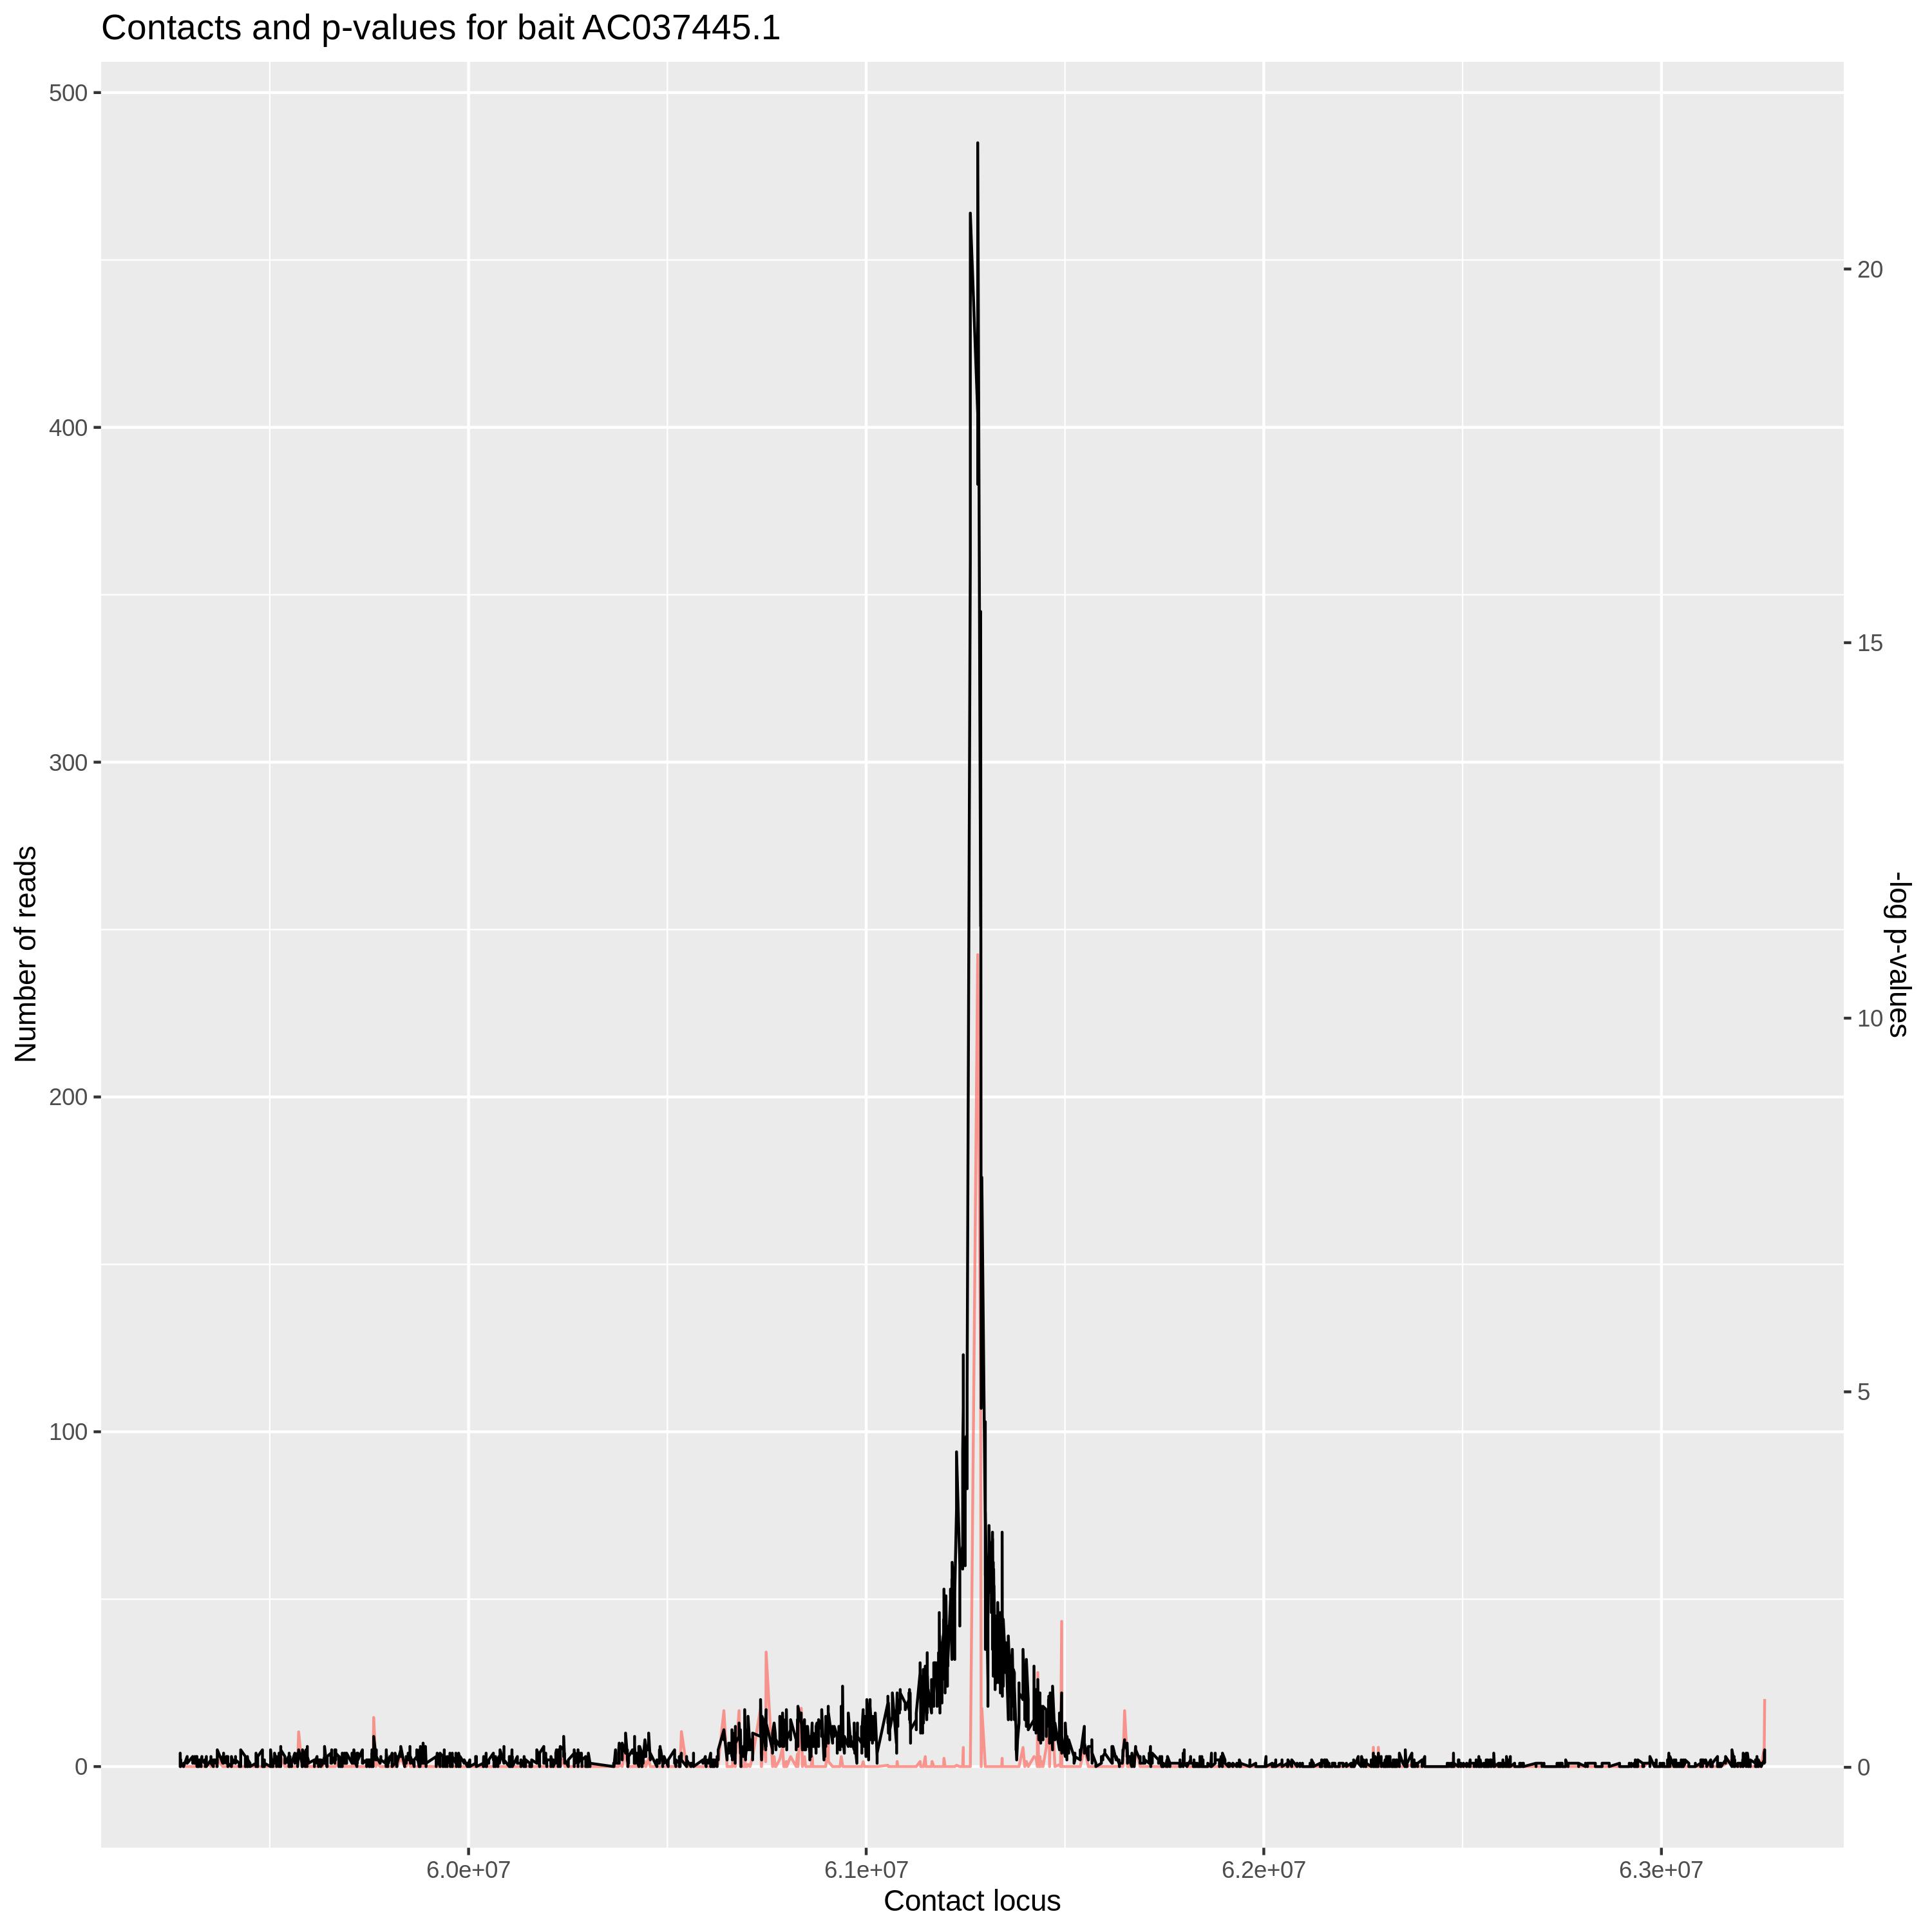 Contacts and p-values for bait AC037445.1
500
400
300
200
100
0
Number of reads
20
15
10
5
0
-log p-values
6.0e+07
6.1e+07
6.2e+07
6.3e+07
Contact locus